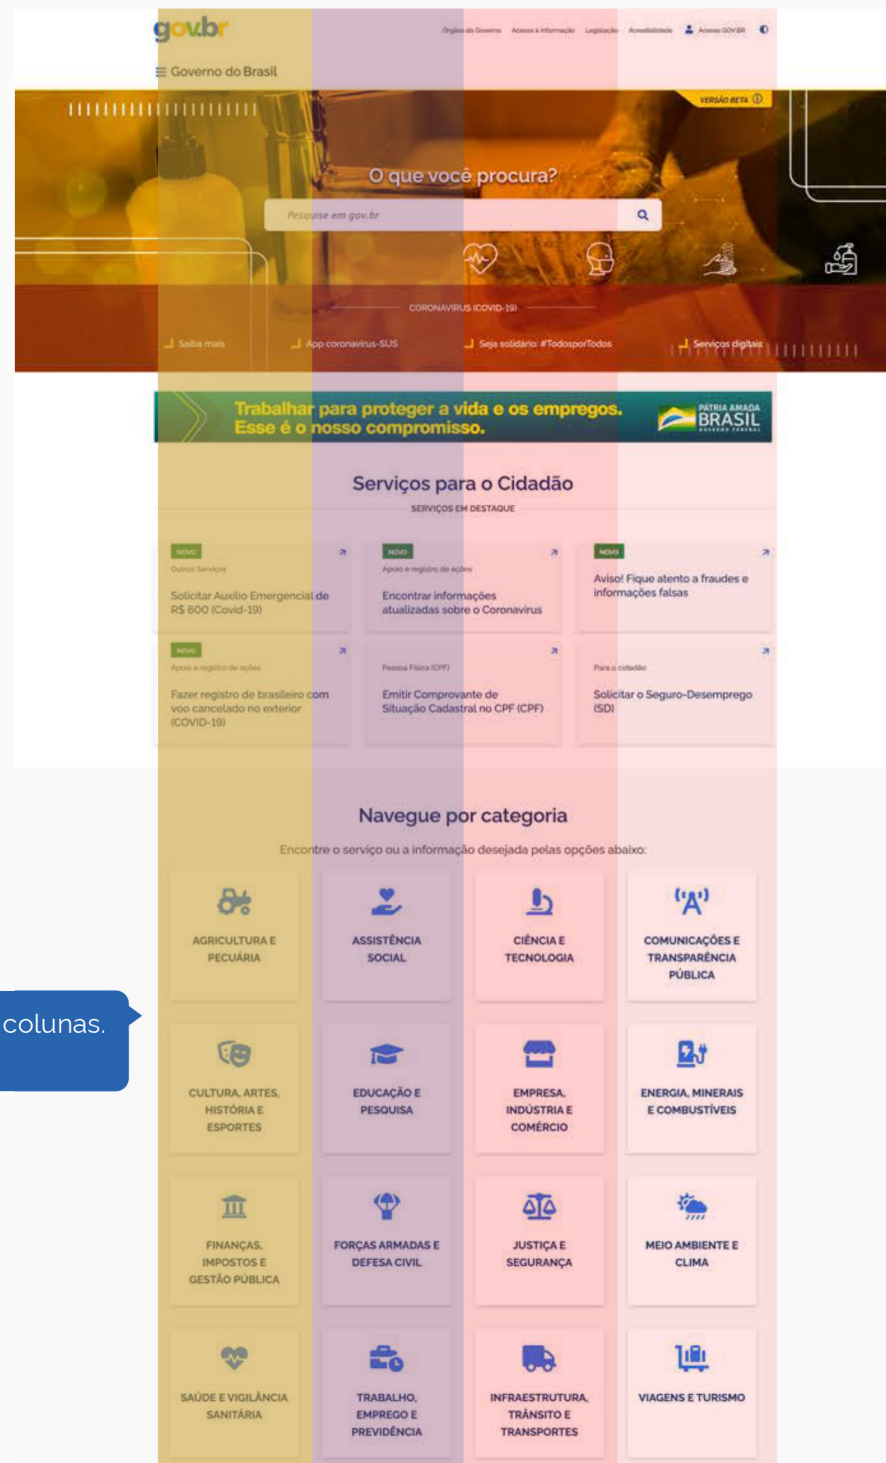 gov.br
Órgãos do Governo Acesso à Informação Legislação Acessibilidade Acesso GOV.BR
Governo do Brasil
VERSÃO BETA
O que você procura?
Pesquise em gov.br
CORONAVÍRUS (COVID-19)
Saiba mais
App coronavírus-SUS
Seja solidário: #TodosporTodos
Serviços digitais
Trabalhar para proteger a vida e os empregos.
Esse é o nosso compromisso.
PÁTRIA AMADA
BRASIL
GOVERNO FEDERAL
Serviços para o Cidadão
SERVIÇOS EM DESTAQUE
NOVO
Outros Serviços
Solicitar Auxílio Emergencial de
R$ 600 (Covid-19)
NOVO
Apoio e registro de ações
Encontrar informações
atualizadas sobre o Coronavírus
NOVO
Aviso! Fique atento a fraudes e
informações falsas
NOVO
Apoio e registro de ações
Fazer registro de brasileiro com
voo cancelado no exterior
(COVID-19)
Pessoa Física (CPF)
Emitir Comprovante de
Situação Cadastral no CPF (CPF)
Para o cidadão
Solicitar o Seguro-Desemprego
(SD)
Navegue por categoria
Encontre o serviço ou a informação desejada pelas opções abaixo:
AGRICULTURA E
PECUÁRIA
ASSISTÊNCIA
SOCIAL
CIÊNCIA E
TECNOLOGIA
COMUNICAÇÕES E
TRANSPARÊNCIA
PÚBLICA
colunas.
CULTURA, ARTES,
HISTÓRIA E
ESPORTES
EDUCAÇÃO E
PESQUISA
EMPRESA,
INDÚSTRIA E
COMÉRCIO
ENERGIA, MINERAIS
E COMBUSTÍVEIS
FINANÇAS,
IMPOSTOS E
GESTÃO PÚBLICA
FORÇAS ARMADAS E
DEFESA CIVIL
JUSTIÇA E
SEGURANÇA
MEIO AMBIENTE E
CLIMA
SAÚDE E VIGILÂNCIA
SANITÁRIA
TRABALHO,
EMPREGO E
PREVIDÊNCIA
INFRAESTRUTURA,
TRÂNSITO E
TRANSPORTES
VIAGENS E TURISMO